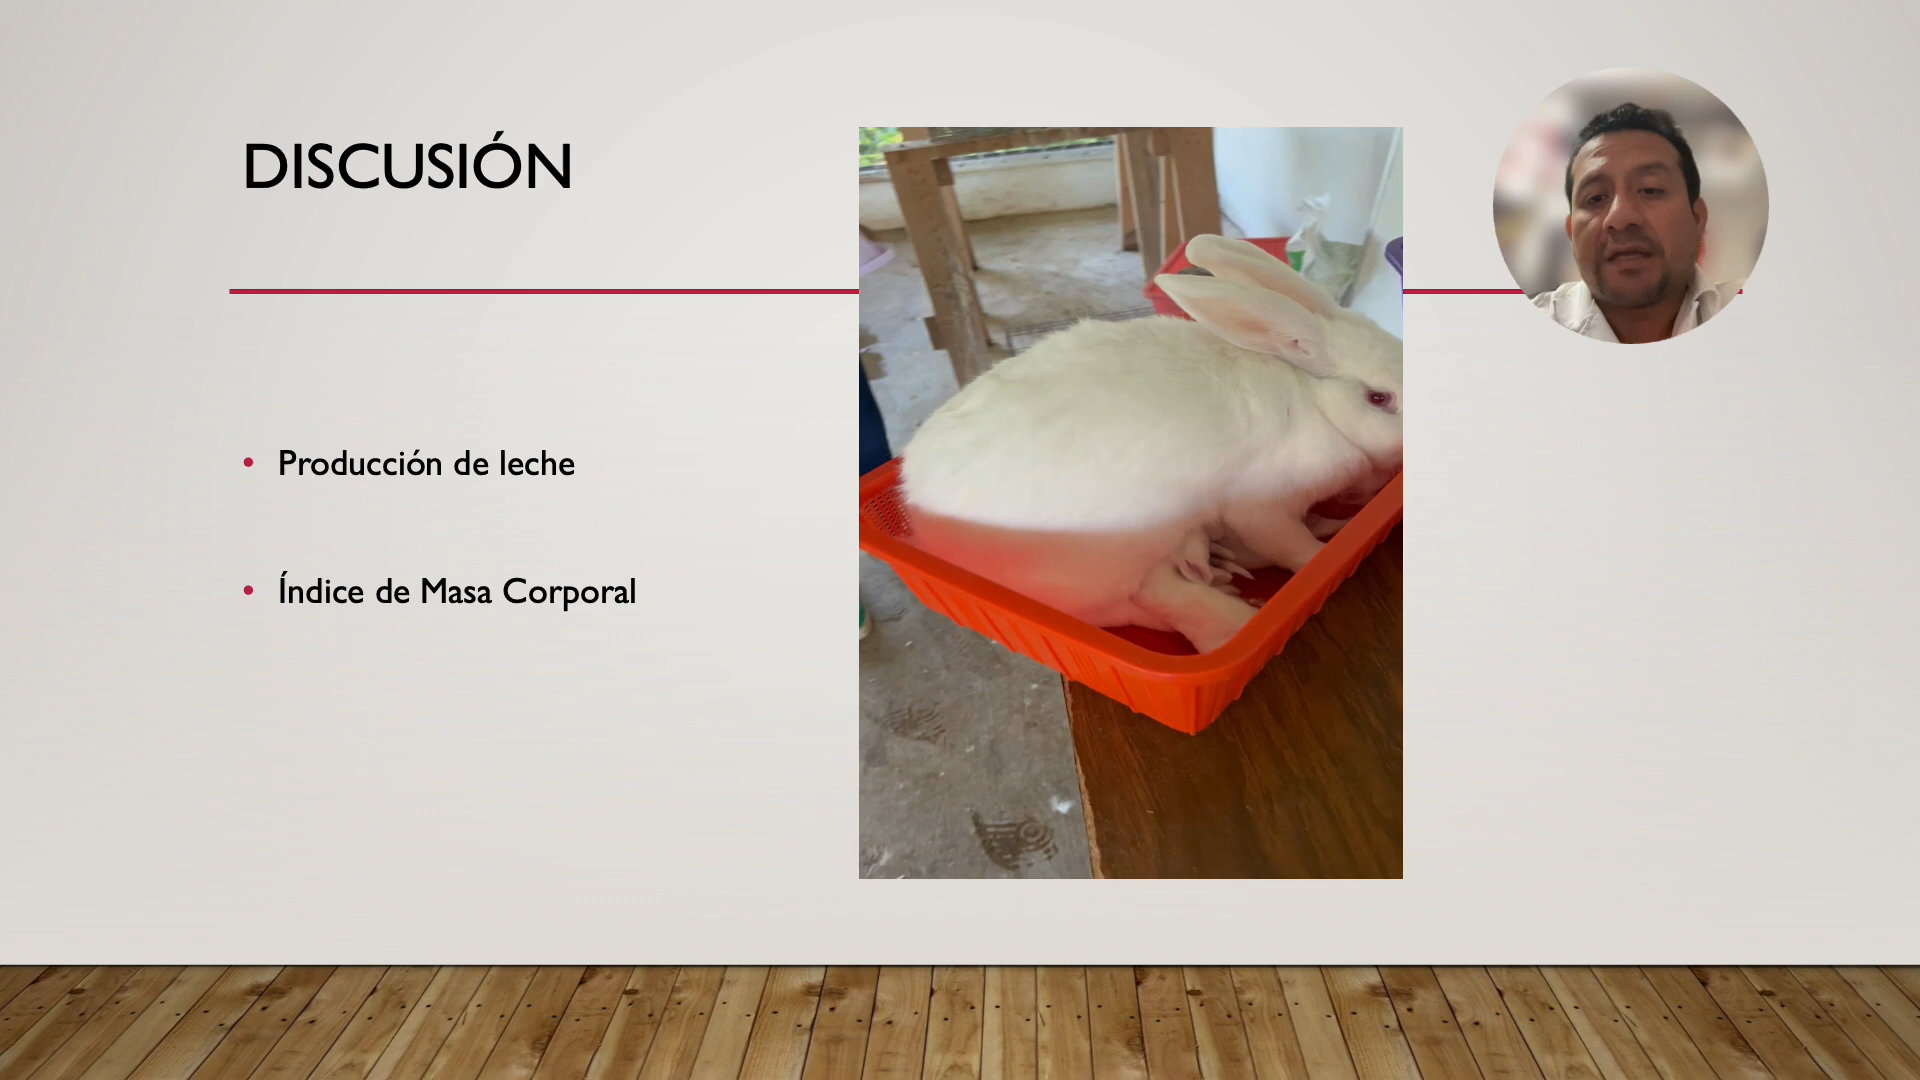 DISCUSIÓN
• Producción de leche
• Índice de Masa Corporal